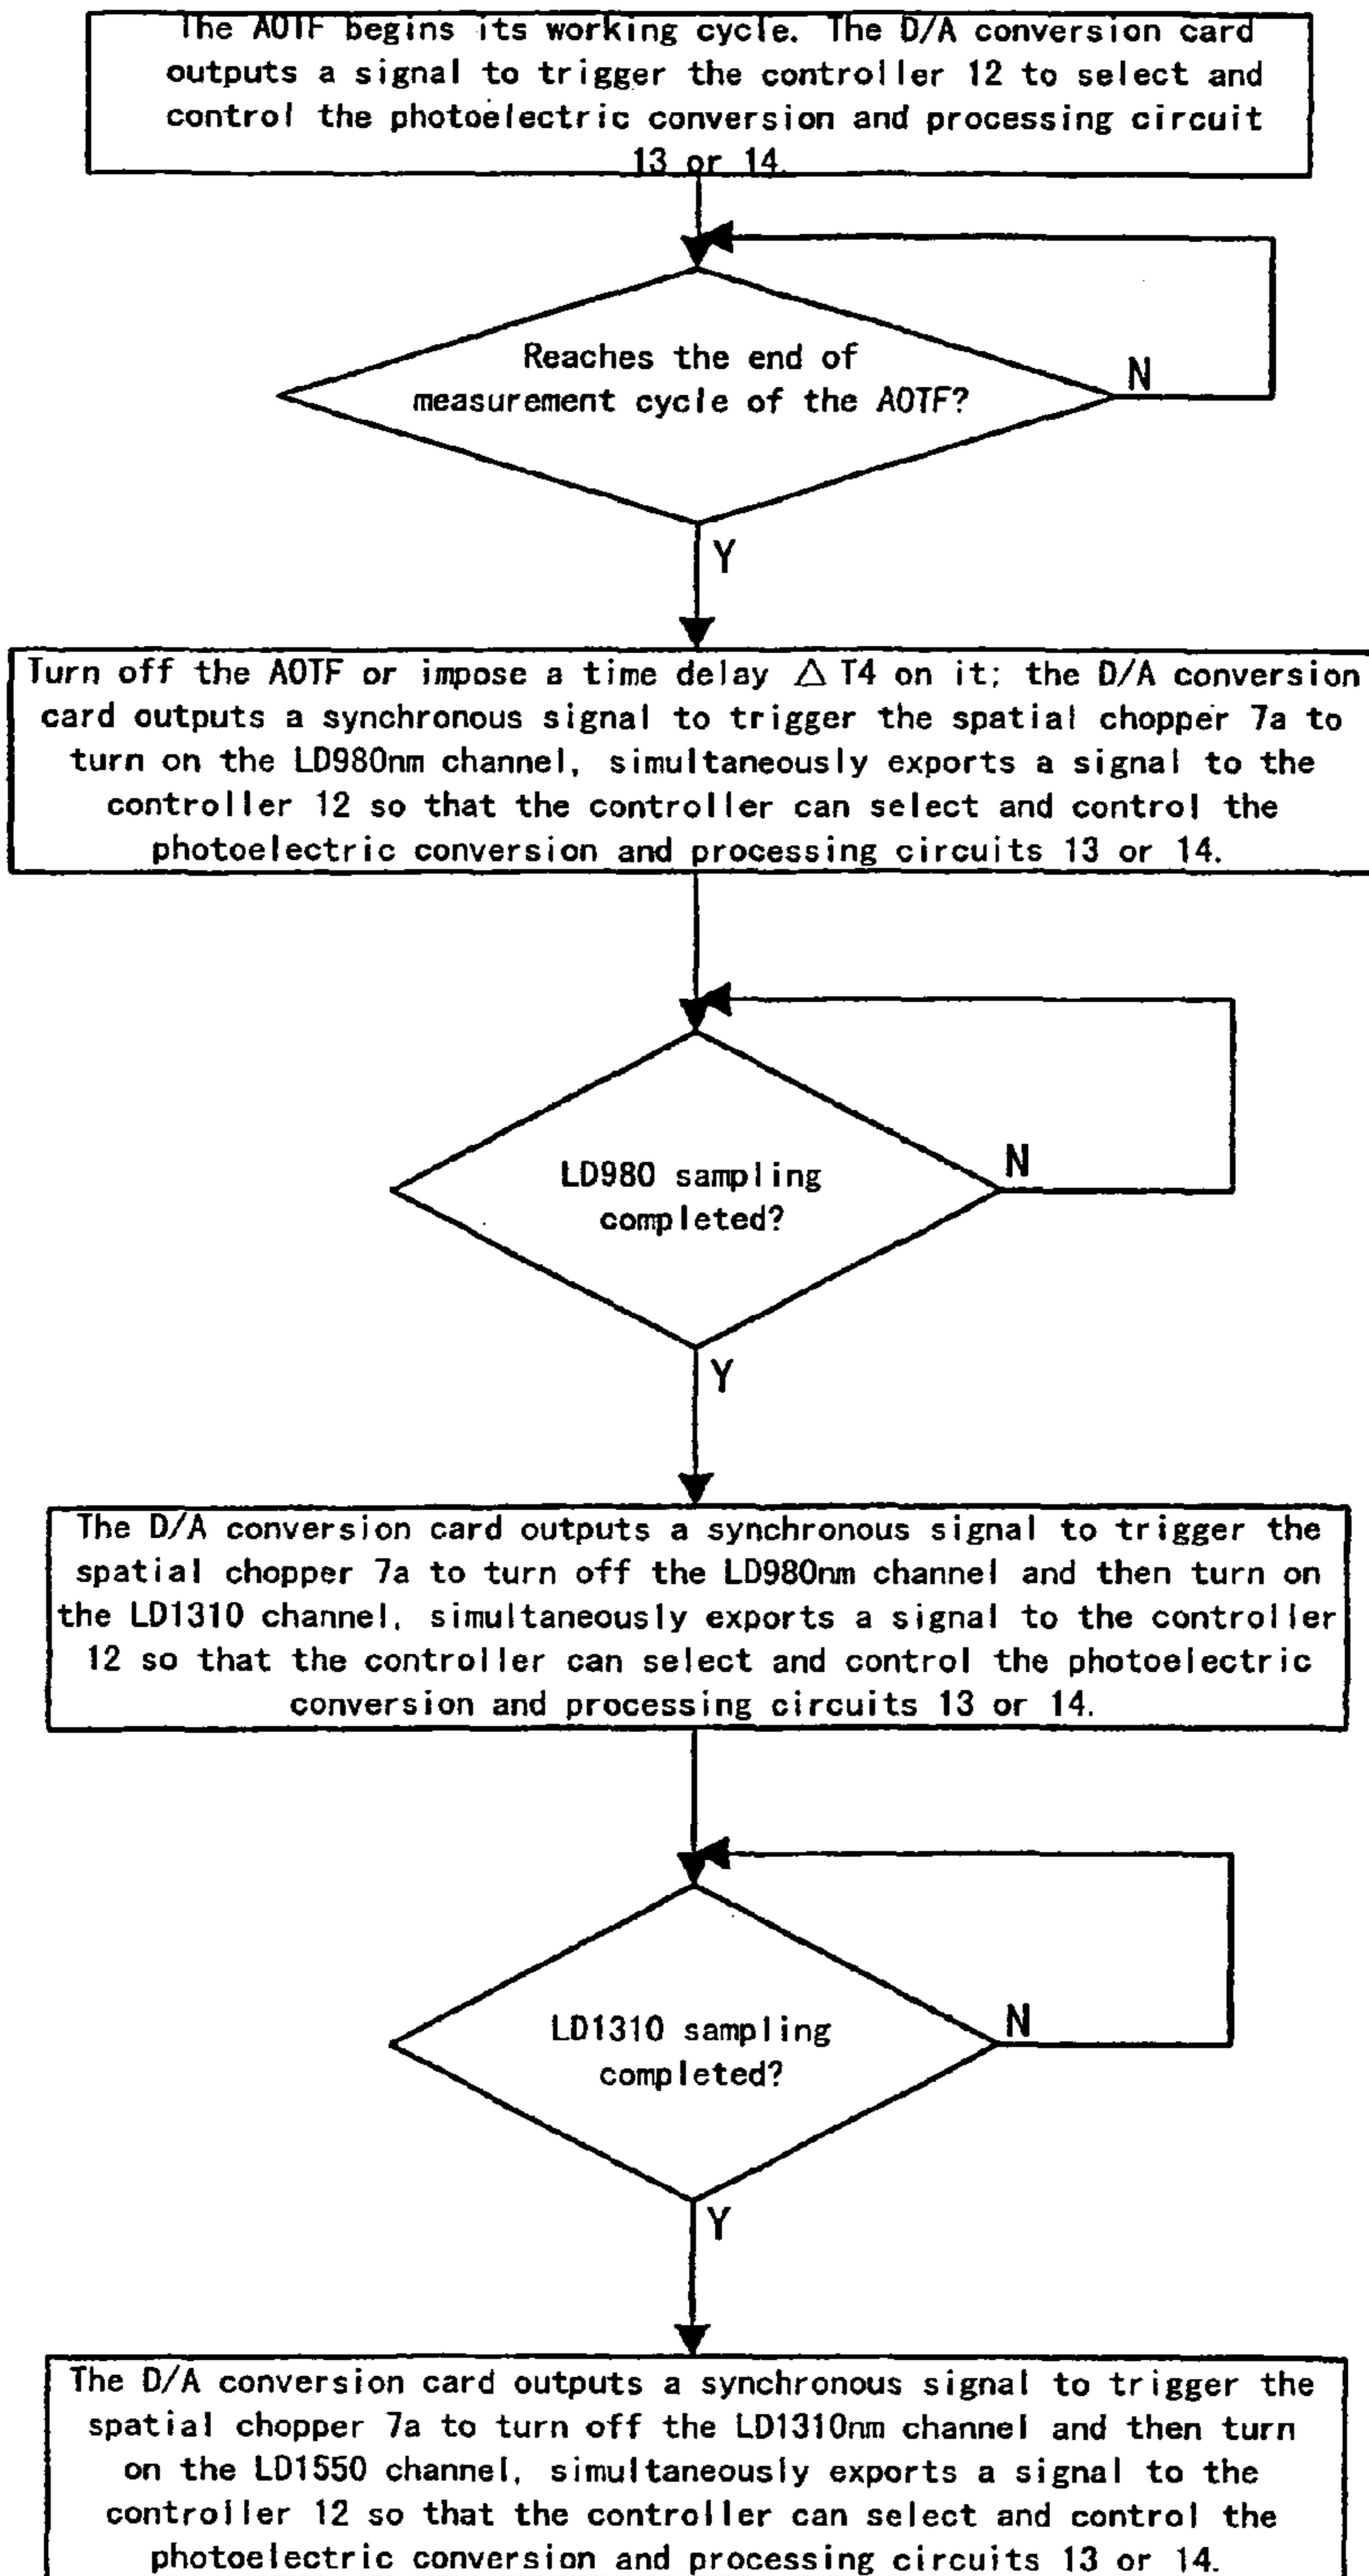 The AOTF begins its working cycle. The D/A conversion card
outputs a signal to trigger the controller 12 to select and
control the photoelectric conversion and processing circuit
13 or 14.
Reaches the end of
measurement cycle of the AOTF?
N
Y
Turn off the AOTF or impose a time delay △T4 on it; the D/A conversion
card outputs a synchronous signal to trigger the spatial chopper 7a to
turn on the LD980nm channel, simultaneously exports a signal to the
controller 12 so that the controller can select and control the
photoelectric conversion and processing circuits 13 or 14.
N
LD980 sampling
completed?
Y
The D/A conversion card outputs a synchronous signal to trigger the
spatial chopper 7a to turn off the LD980nm channel and then turn on
the LD1310 channel, simultaneously exports a signal to the controller
12 so that the controller can select and control the photoelectric
conversion and processing circuits 13 or 14.
N
LD1310 sampling
completed?
Y
The D/A conversion card outputs a synchronous signal to trigger the
spatial chopper 7a to turn off the LD1310nm channel and then turn
on the LD1550 channel, simultaneously exports a signal to the
controller 12 so that the controller can select and control the
photoelectric conversion and processing circuits 13 or 14.